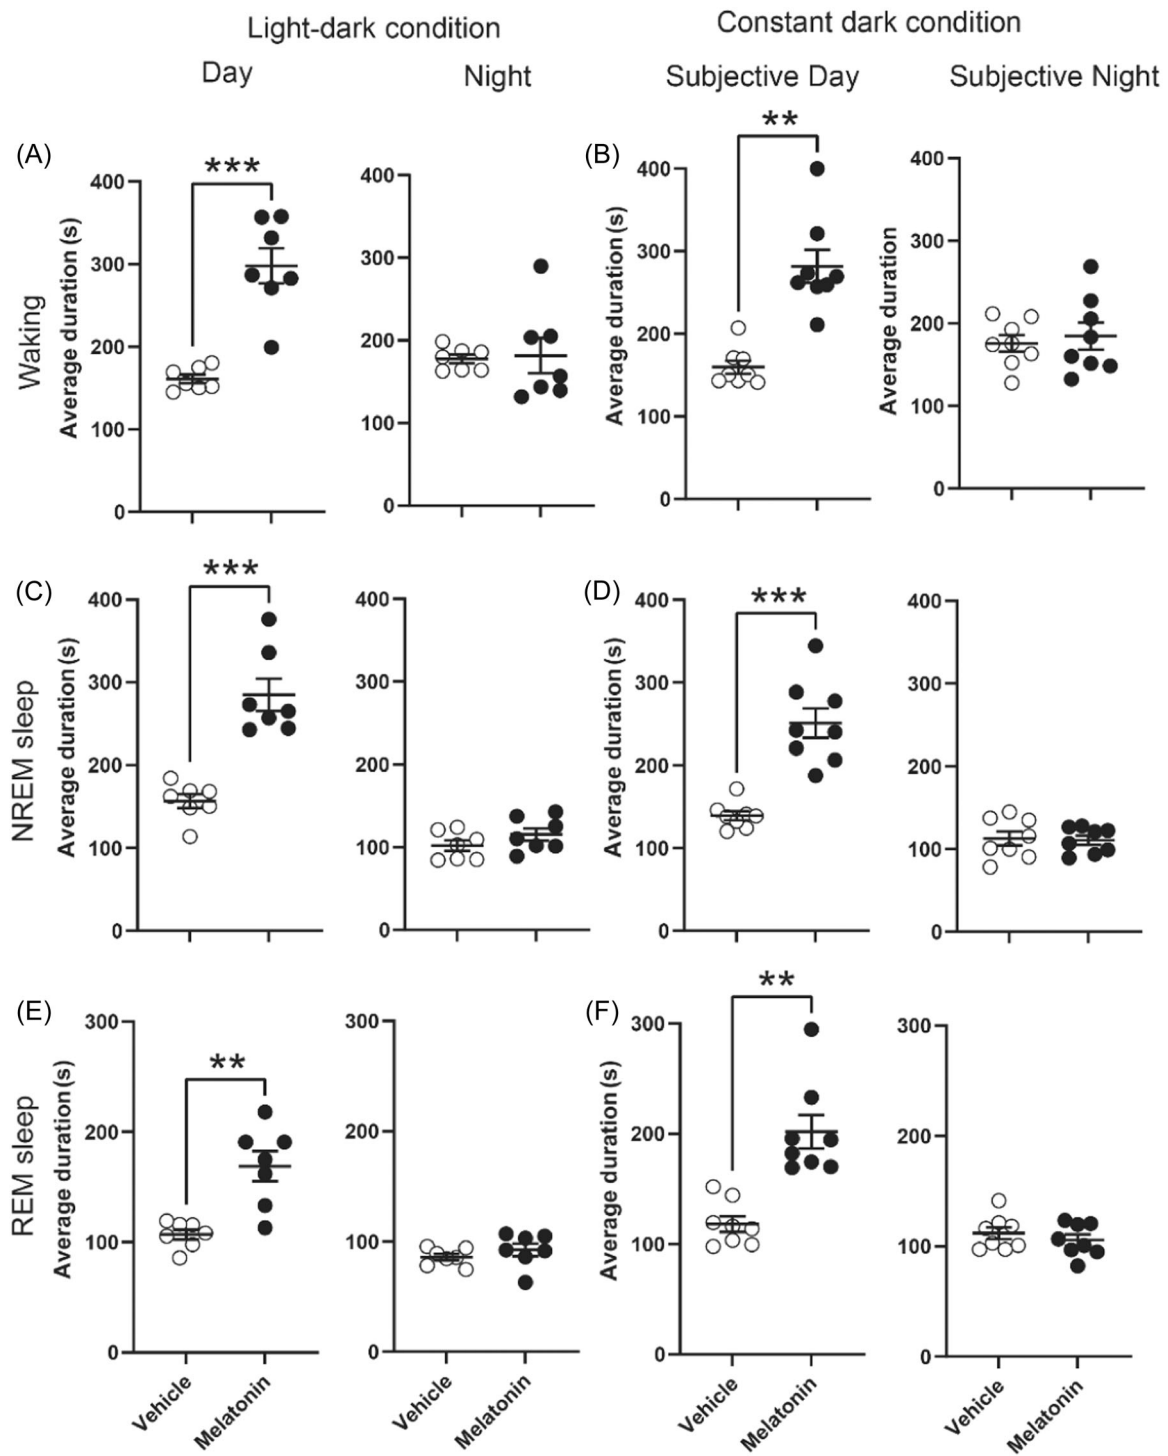 Light-dark condition
Constant dark condition
Day
Night
Subjective Day
Subjective Night
(A)
***
(B)
**
Waking
Average duration (s)
400
300
200
100
0
400
300
200
100
0
Average duration (s)
400
300
200
100
0
Average duration
400
300
200
100
0
(C)
***
(D)
***
NREM sleep
Average duration (s)
400
300
200
100
0
400
300
200
100
0
Average duration (s)
400
300
200
100
0
400
300
200
100
0
(E)
**
(F)
**
REM sleep
Average duration (s)
300
200
100
0
300
200
100
0
Average duration (s)
300
200
100
0
300
200
100
0
Vehicle
Melatonin
Vehicle
Melatonin
Vehicle
Melatonin
Vehicle
Melatonin